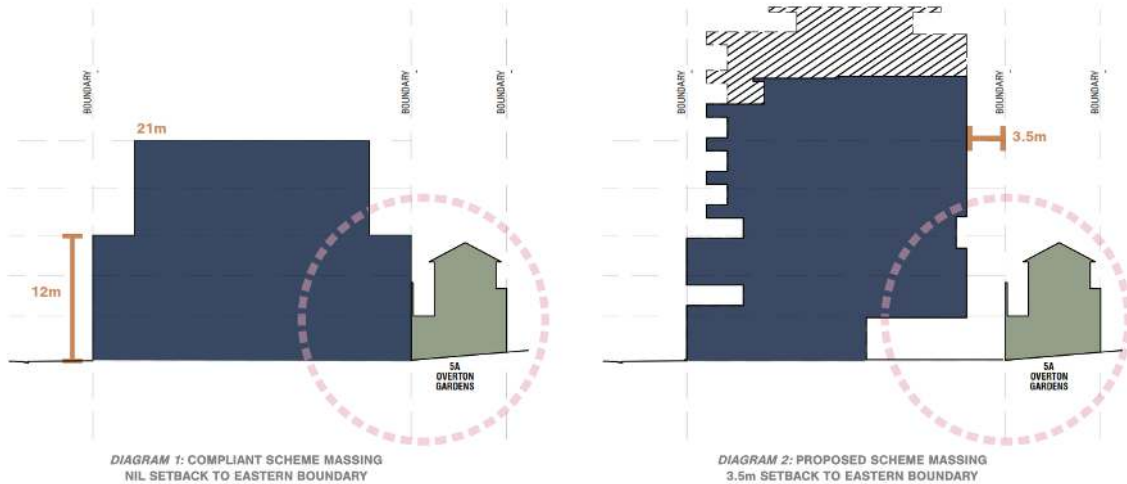 BOUNDARY
BOUNDARY
BOUNDARY
21m
12m
5A
OVERTON
GARDENS
DIAGRAM 1: COMPLIANT SCHEME MASSING
NIL SETBACK TO EASTERN BOUNDARY
BOUNDARY
BOUNDARY
BOUNDARY
3.5m
5A
OVERTON
GARDENS
DIAGRAM 2: PROPOSED SCHEME MASSING
3.5m SETBACK TO EASTERN BOUNDARY